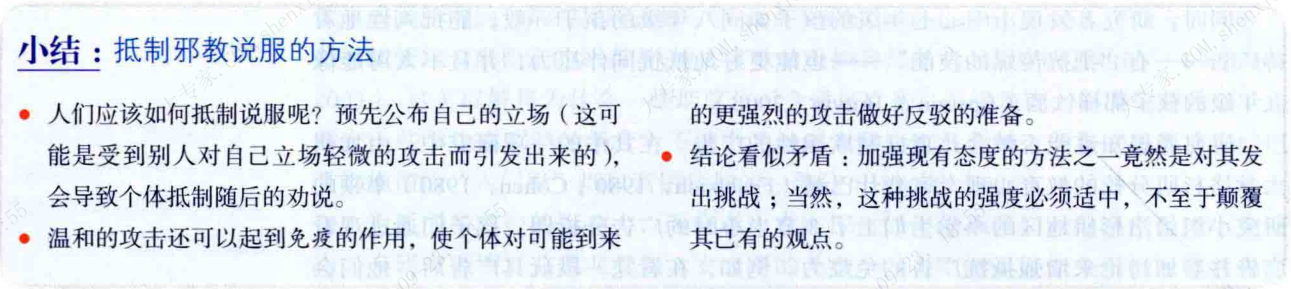 小结：抵制邪教说服的方法
● 人们应该如何抵制说服呢？预先公布自己的立场（这可
能是受到别人对自己立场轻微的攻击而引发出来的），
会导致个体抵制随后的劝说。
● 温和的攻击还可以起到免疫的作用，使个体对可能到来
的更强烈的攻击做好反驳的准备。
● 结论看似矛盾：加强现有态度的方法之一竟然是对其发
出挑战；当然，这种挑战的强度必须适中，不至于颠覆
其已有的观点。